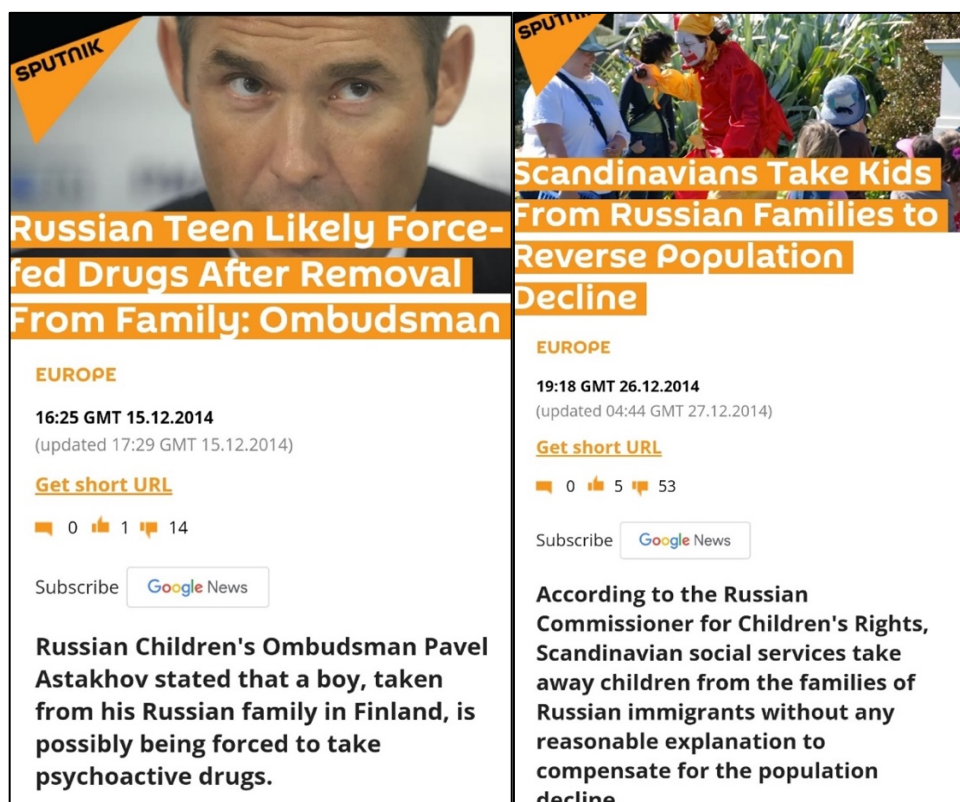 SPUTNIK
Russian Teen Likely Force-
fed Drugs After Removal
From Family: Ombudsman
EUROPE
16:25 GMT 15.12.2014
(updated 17:29 GMT 15.12.2014)
Get short URL
0 1 14
Subscribe Google News
Russian Children's Ombudsman Pavel
Astakhov stated that a boy, taken
from his Russian family in Finland, is
possibly being forced to take
psychoactive drugs.
SPUTNIK
Scandinavians Take Kids
From Russian Families to
Reverse Population
Decline
EUROPE
19:18 GMT 26.12.2014
(updated 04:44 GMT 27.12.2014)
Get short URL
0 5 53
Subscribe Google News
According to the Russian
Commissioner for Children's Rights,
Scandinavian social services take
away children from the families of
Russian immigrants without any
reasonable explanation to
compensate for the population
decline